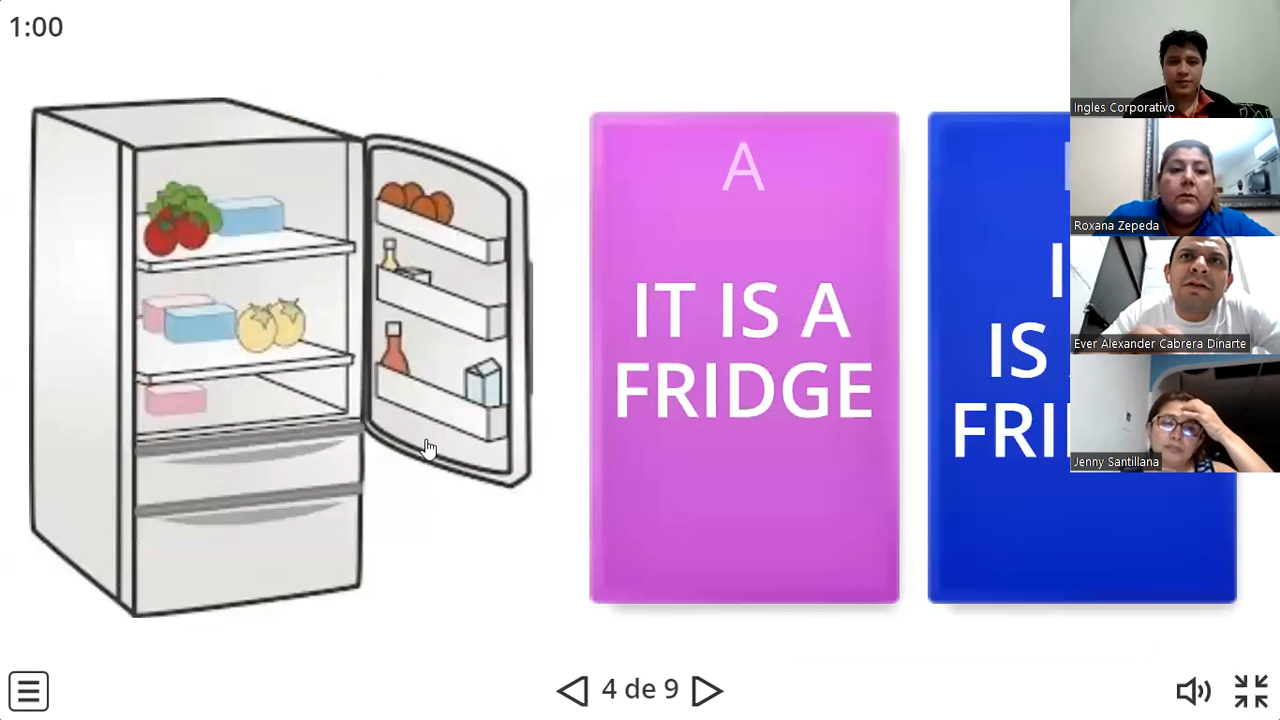 1:00
A
IT IS A
FRIDGE
IS
FRI
4 de 9
Ingles Corporativo
Roxana Zepeda
Ever Alexander Cabrera Dinarte
Jenny Santillana